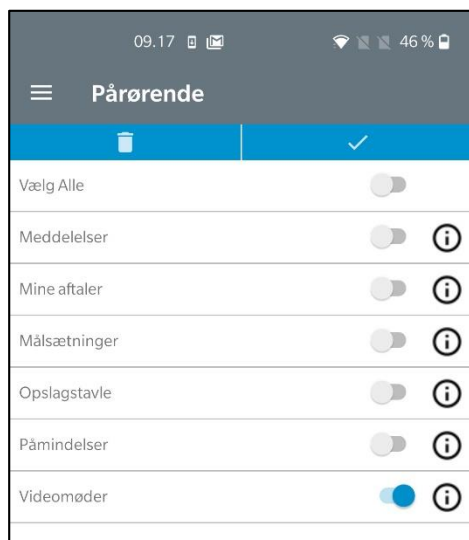 09.17 46 %
Pårørende
Vælg Alle
Meddelelser
Mine aftaler
Målsætninger
Opslagstavle
Påmindelser
Videomøder